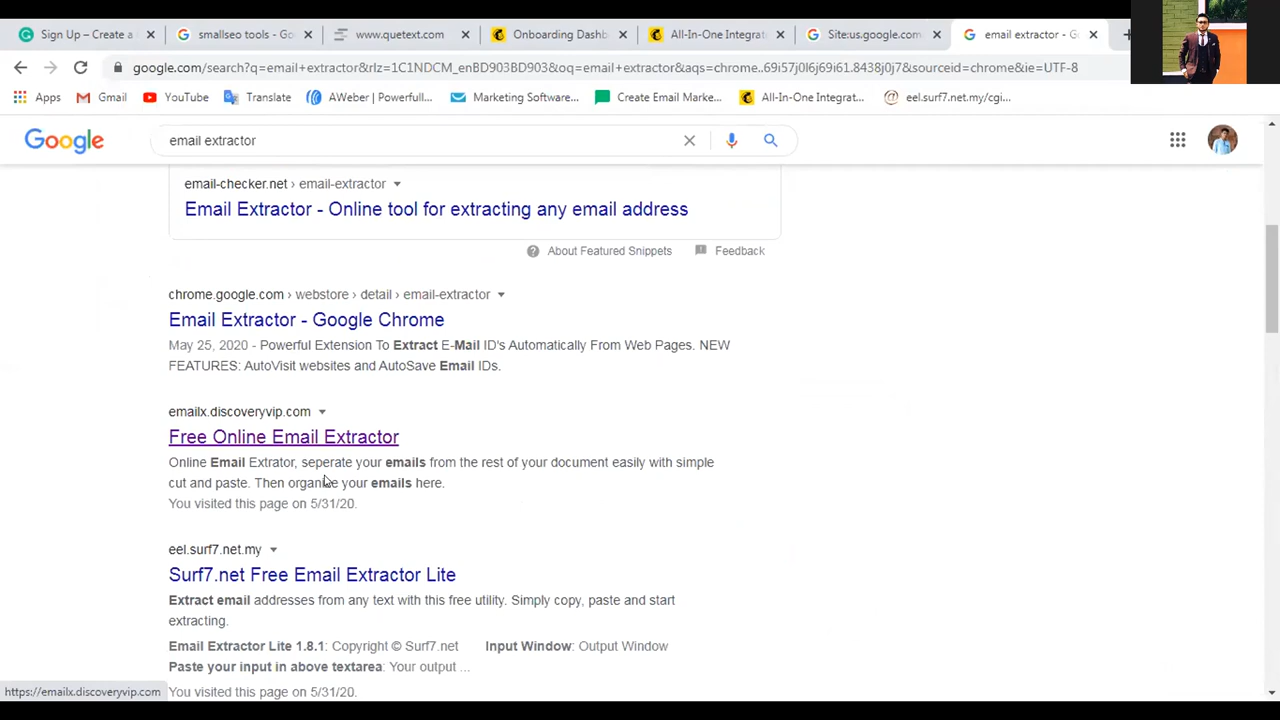 Sign Up – Create a
smallseo tools - Go
www.quetext.com
Onboarding Dashb
All-In-One Integrat
Site:us.google.com
email extractor - Go
google.com/search?q=email+extractor&rlz=1C1NDCM_en3D903BD903&oq=email+extractor&aqs=chrome..69i57j0l6j69i61.8438j0j7&sourceid=chrome&ie=UTF-8
Apps
Gmail
YouTube
Translate
AWeber | Powerfull...
Marketing Software...
Create Email Marke...
All-In-One Integrat...
eel.surf7.net.my/cgi...
Google
email extractor
email-checker.net › email-extractor
Email Extractor - Online tool for extracting any email address
About Featured Snippets
Feedback
chrome.google.com › webstore › detail › email-extractor
Email Extractor - Google Chrome
May 25, 2020 - Powerful Extension To Extract E-Mail ID's Automatically From Web Pages. NEW
FEATURES: AutoVisit websites and AutoSave Email IDs.
emailx.discoveryvip.com
Free Online Email Extractor
Online Email Extrator, seperate your emails from the rest of your document easily with simple
cut and paste. Then organise your emails here.
You visited this page on 5/31/20.
eel.surf7.net.my
Surf7.net Free Email Extractor Lite
Extract email addresses from any text with this free utility. Simply copy, paste and start
extracting.
Email Extractor Lite 1.8.1: Copyright © Surf7.net Input Window: Output Window
Paste your input in above textarea: Your output ...
You visited this page on 5/31/20.
https://emailx.discoveryvip.com